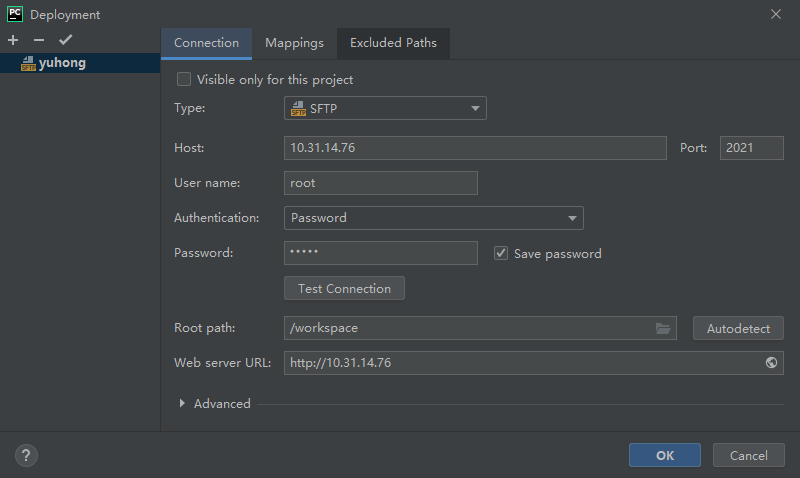 PC Deployment
Connection Mappings Excluded Paths
SFTP yuhong
Visible only for this project
Type: SFTP SFTP
Host: 10.31.14.76 Port: 2021
User name: root
Authentication: Password
Password: ••••• Save password
Test Connection
Root path: /workspace Autodetect
Web server URL: http://10.31.14.76
Advanced
? OK Cancel